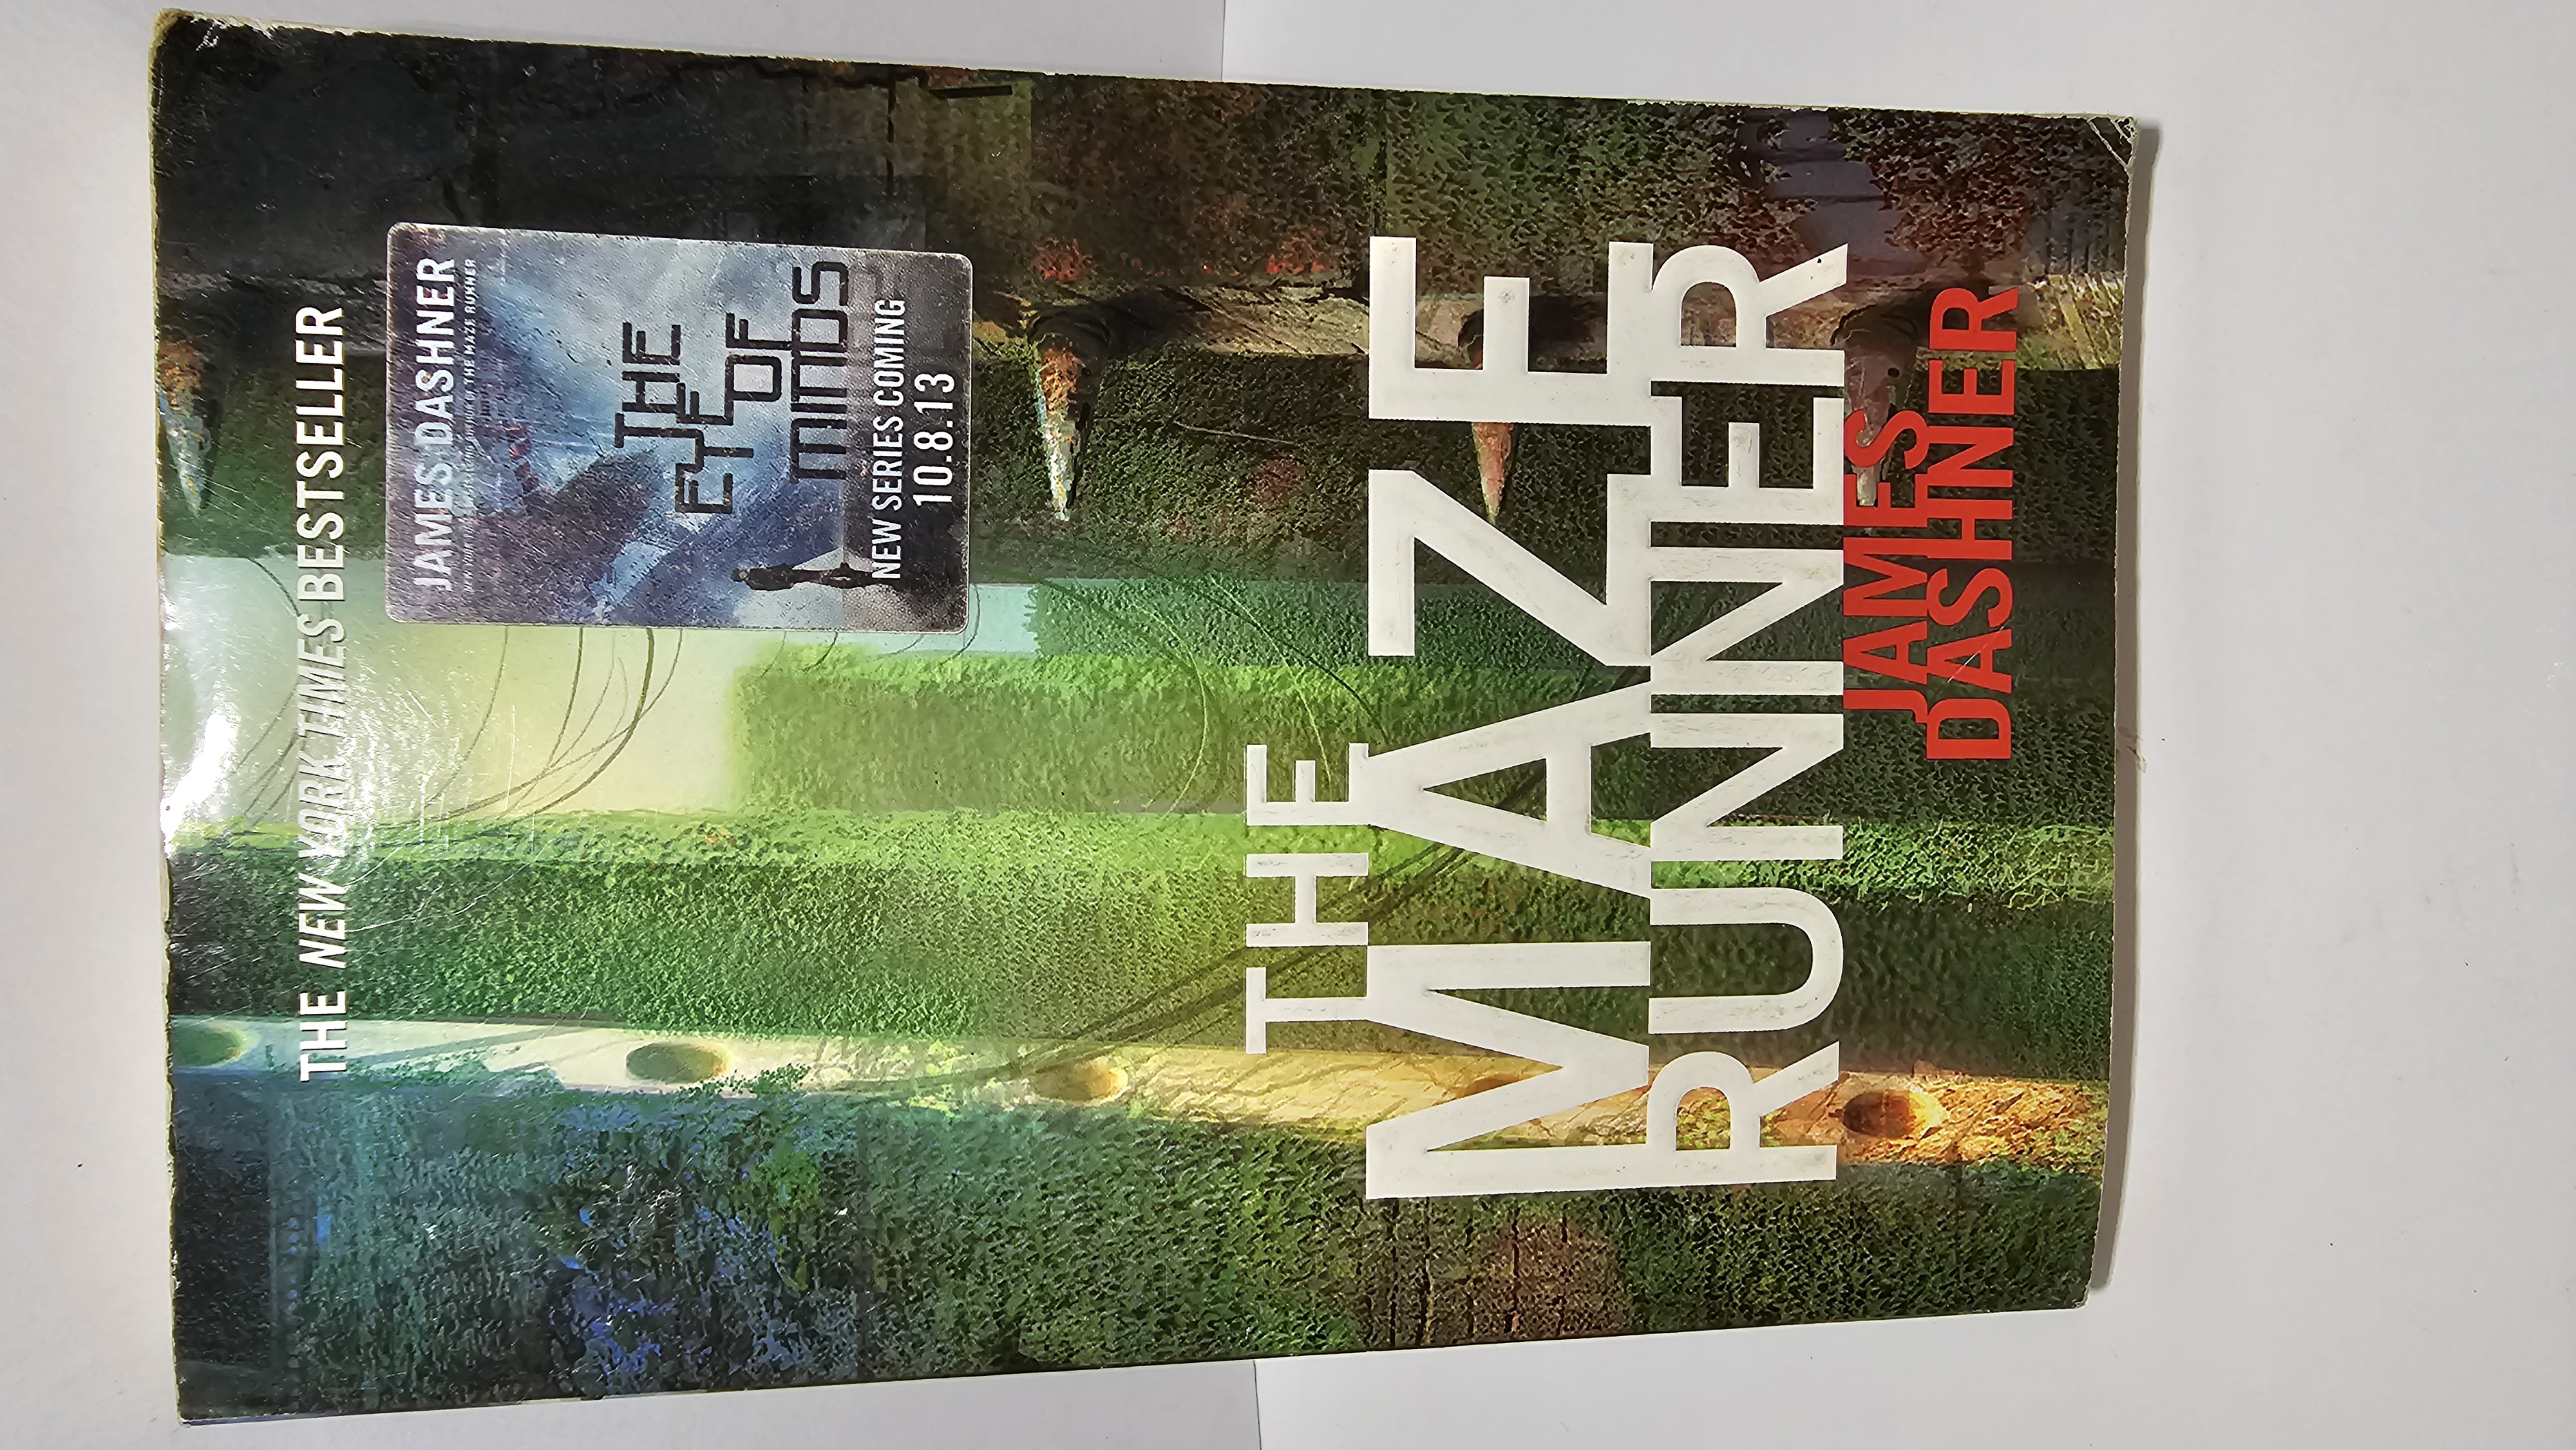 THE NEW YORK TIMES BESTSELLER
JAMES DASHNER
NEW YORK TIMES BESTSELLING AUTHOR OF THE MAZE RUNNER
THE
EYE
OF
MINDS
NEW SERIES COMING
10.8.13
THE
MAZE
RUNNER
JAMES
DASHNER